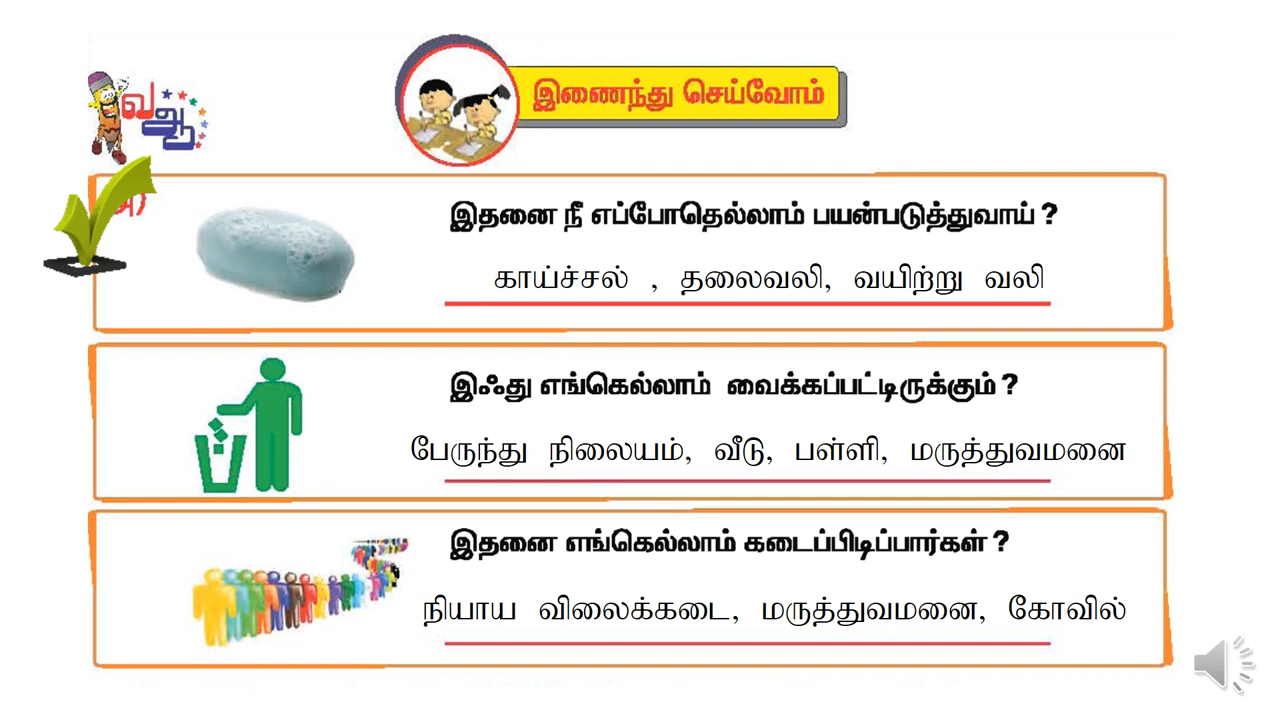 இணைந்து செய்வோம்
வ
ஆ
அ)
இதனை நீ எப்போதெல்லாம் பயன்படுத்துவாய் ?
காய்ச்சல் , தலைவலி, வயிற்று வலி
இஃது எங்கெல்லாம் வைக்கப்பட்டிருக்கும் ?
பேருந்து நிலையம், வீடு, பள்ளி, மருத்துவமனை
இதனை எங்கெல்லாம் கடைப்பிடிப்பார்கள் ?
நியாய விலைக்கடை, மருத்துவமனை, கோவில்